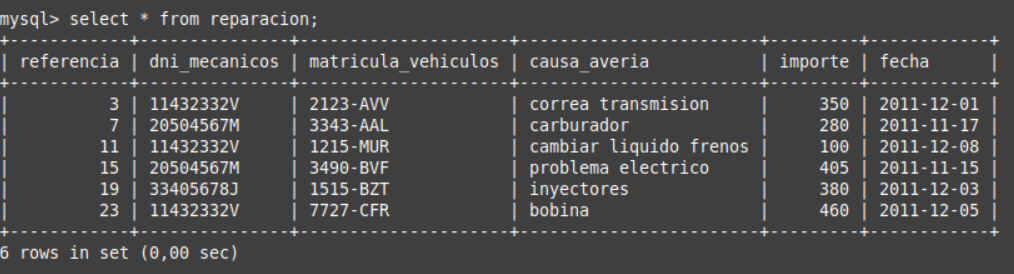 mysql> select * from reparacion;
+------------+---------------+---------------------+------------------------+---------+------------+
| referencia | dni_mecanicos | matricula_vehiculos | causa_averia           | importe | fecha      |
+------------+---------------+---------------------+------------------------+---------+------------+
|          3 | 11432332V     | 2123-AVV            | correa transmision     |     350 | 2011-12-01 |
|          7 | 20504567M     | 3343-AAL            | carburador             |     280 | 2011-11-17 |
|         11 | 11432332V     | 1215-MUR            | cambiar liquido frenos |     100 | 2011-12-08 |
|         15 | 20504567M     | 3490-BVF            | problema electrico     |     405 | 2011-11-15 |
|         19 | 33405678J     | 1515-BZT            | inyectores             |     380 | 2011-12-03 |
|         23 | 11432332V     | 7727-CFR            | bobina                 |     460 | 2011-12-05 |
+------------+---------------+---------------------+------------------------+---------+------------+
6 rows in set (0,00 sec)